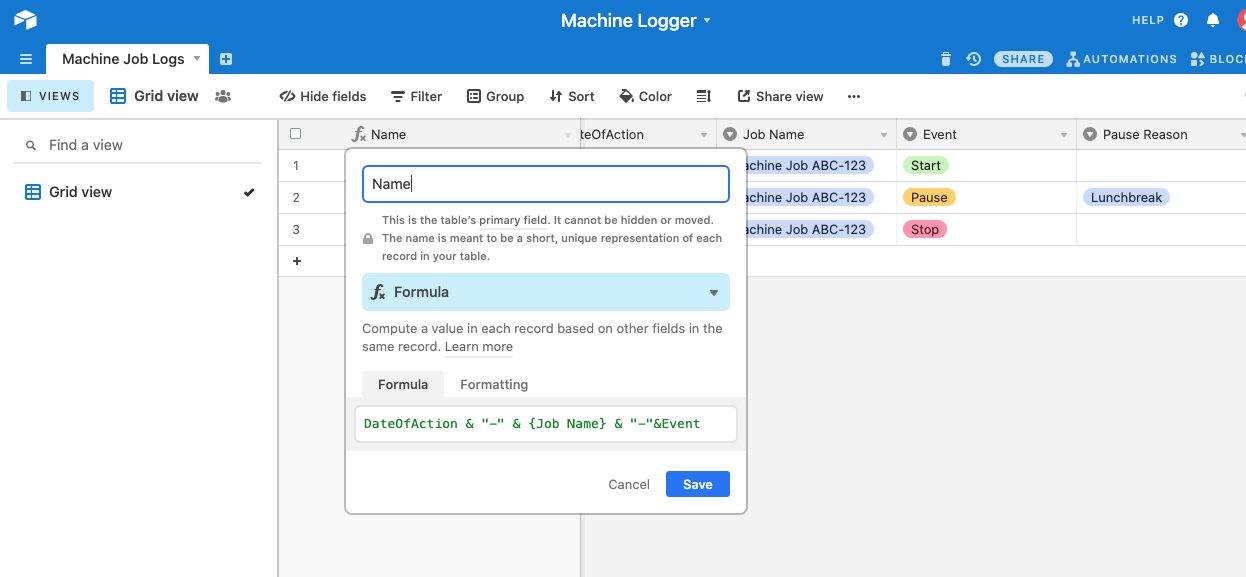 Machine Logger
HELP
Machine Job Logs
SHARE
AUTOMATIONS
BLOC
VIEWS
Grid view
Hide fields
Filter
Group
Sort
Color
Share view
Find a view
Grid view
Name
teOfAction
Job Name
Event
Pause Reason
1
achine Job ABC-123
Start
2
achine Job ABC-123
Pause
Lunchbreak
3
achine Job ABC-123
Stop
+
Name
This is the table's primary field. It cannot be hidden or moved.
The name is meant to be a short, unique representation of each
record in your table.
Formula
Compute a value in each record based on other fields in the
same record. Learn more
Formula
Formatting
DateOfAction & "-" & {Job Name} & "-"&Event
Cancel
Save